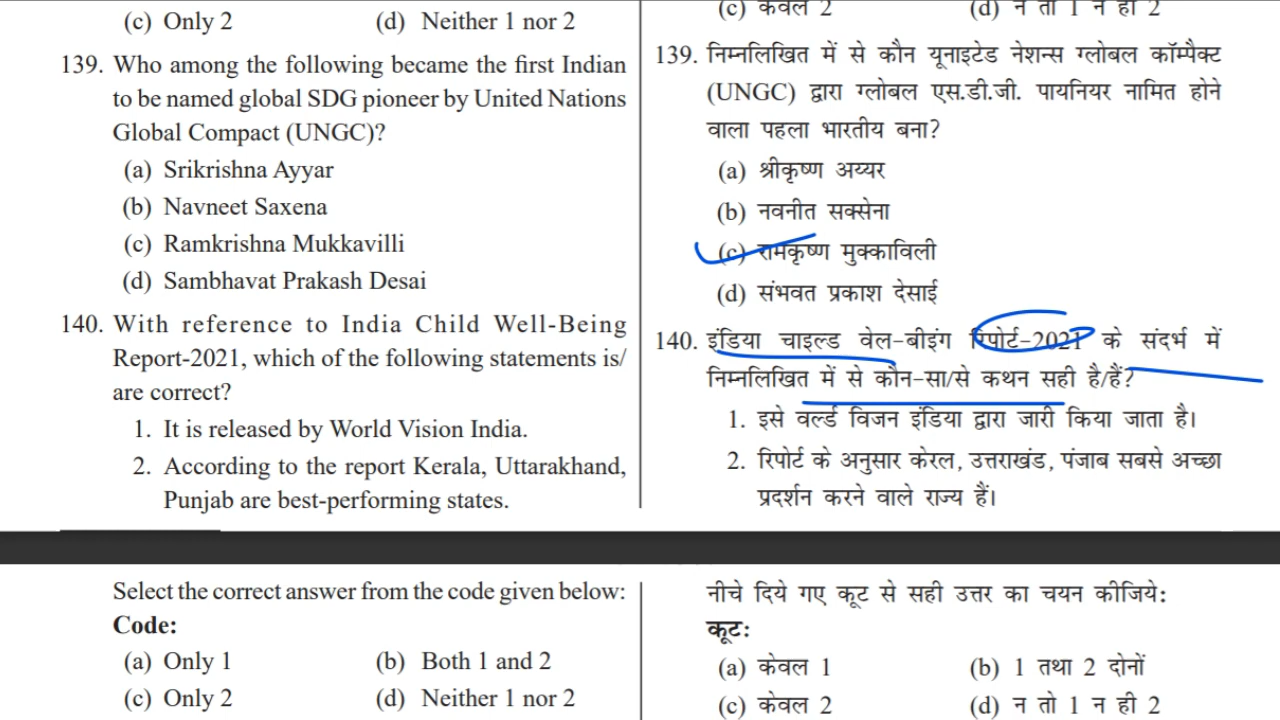 (c) Only 2 (d) Neither 1 nor 2
139. Who among the following became the first Indian
to be named global SDG pioneer by United Nations
Global Compact (UNGC)?
(a) Srikrishna Ayyar
(b) Navneet Saxena
(c) Ramkrishna Mukkavilli
(d) Sambhavat Prakash Desai
140. With reference to India Child Well-Being
Report-2021, which of the following statements is/
are correct?
1. It is released by World Vision India.
2. According to the report Kerala, Uttarakhand,
Punjab are best-performing states.
Select the correct answer from the code given below:
Code:
(a) Only 1 (b) Both 1 and 2
(c) Only 2 (d) Neither 1 nor 2
(c) केवल 2 (d) न तो 1 न ही 2
139. निम्नलिखित में से कौन यूनाइटेड नेशन्स ग्लोबल कॉम्पैक्ट
(UNGC) द्वारा ग्लोबल एस.डी.जी. पायनियर नामित होने
वाला पहला भारतीय बना?
(a) श्रीकृष्ण अय्यर
(b) नवनीत सक्सेना
(c) रामकृष्ण मुक्काविली
(d) संभवत प्रकाश देसाई
140. इंडिया चाइल्ड वेल-बीइंग रिपोर्ट-2021 के संदर्भ में
निम्नलिखित में से कौन-सा/से कथन सही है/हैं?
1. इसे वर्ल्ड विजन इंडिया द्वारा जारी किया जाता है।
2. रिपोर्ट के अनुसार केरल, उत्तराखंड, पंजाब सबसे अच्छा
प्रदर्शन करने वाले राज्य हैं।
नीचे दिये गए कूट से सही उत्तर का चयन कीजिये:
कूट:
(a) केवल 1 (b) 1 तथा 2 दोनों
(c) केवल 2 (d) न तो 1 न ही 2